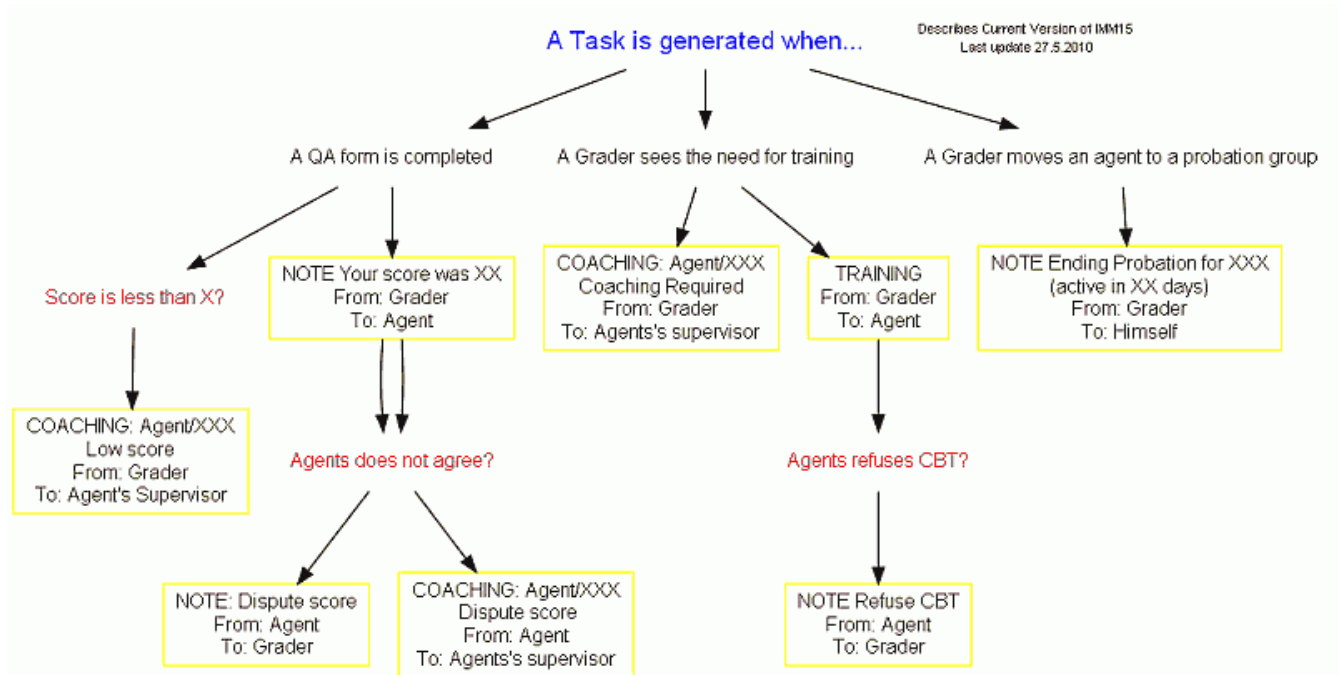 A Task is generated when...
Describes Current Version of IMM15
Last update 27.5.2010
A QA form is completed
A Grader sees the need for training
A Grader moves an agent to a probation group
Score is less than X?
NOTE Your score was XX
From: Grader
To: Agent
COACHING: Agent/XXX
Coaching Required
From: Grader
To: Agents's supervisor
TRAINING
From: Grader
To: Agent
NOTE Ending Probation for XXX
(active in XX days)
From: Grader
To: Himself
COACHING: Agent/XXX
Low score
From: Grader
To: Agent's Supervisor
Agents does not agree?
Agents refuses CBT?
NOTE: Dispute score
From: Agent
To: Grader
COACHING: Agent/XXX
Dispute score
From: Agent
To: Agents's supervisor
NOTE Refuse CBT
From: Agent
To: Grader